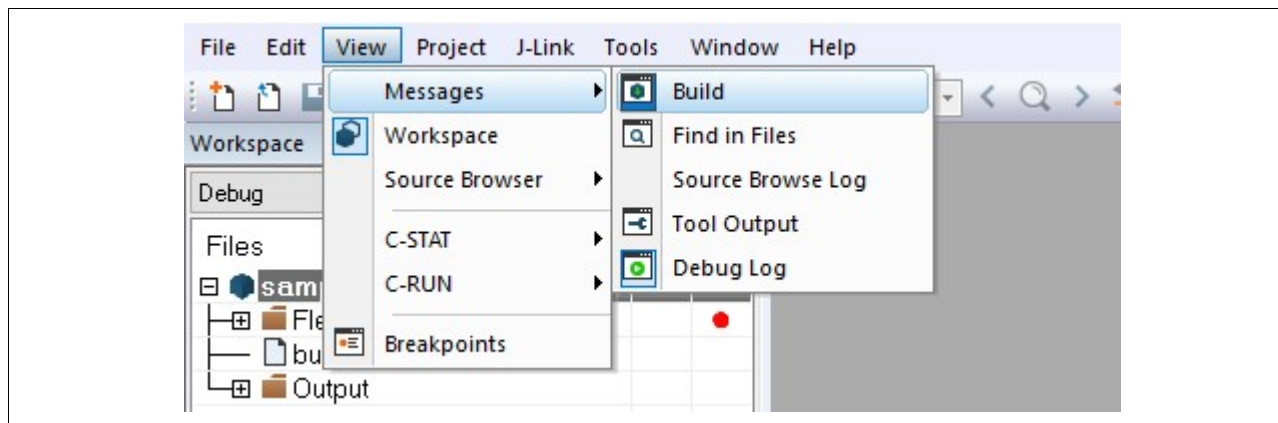 File Edit View Project J-Link Tools Window Help
Messages
Build
Workspace
Workspace
Find in Files
Debug
Source Browser
Source Browse Log
Tool Output
Files
C-STAT
Debug Log
C-RUN
Breakpoints
Output